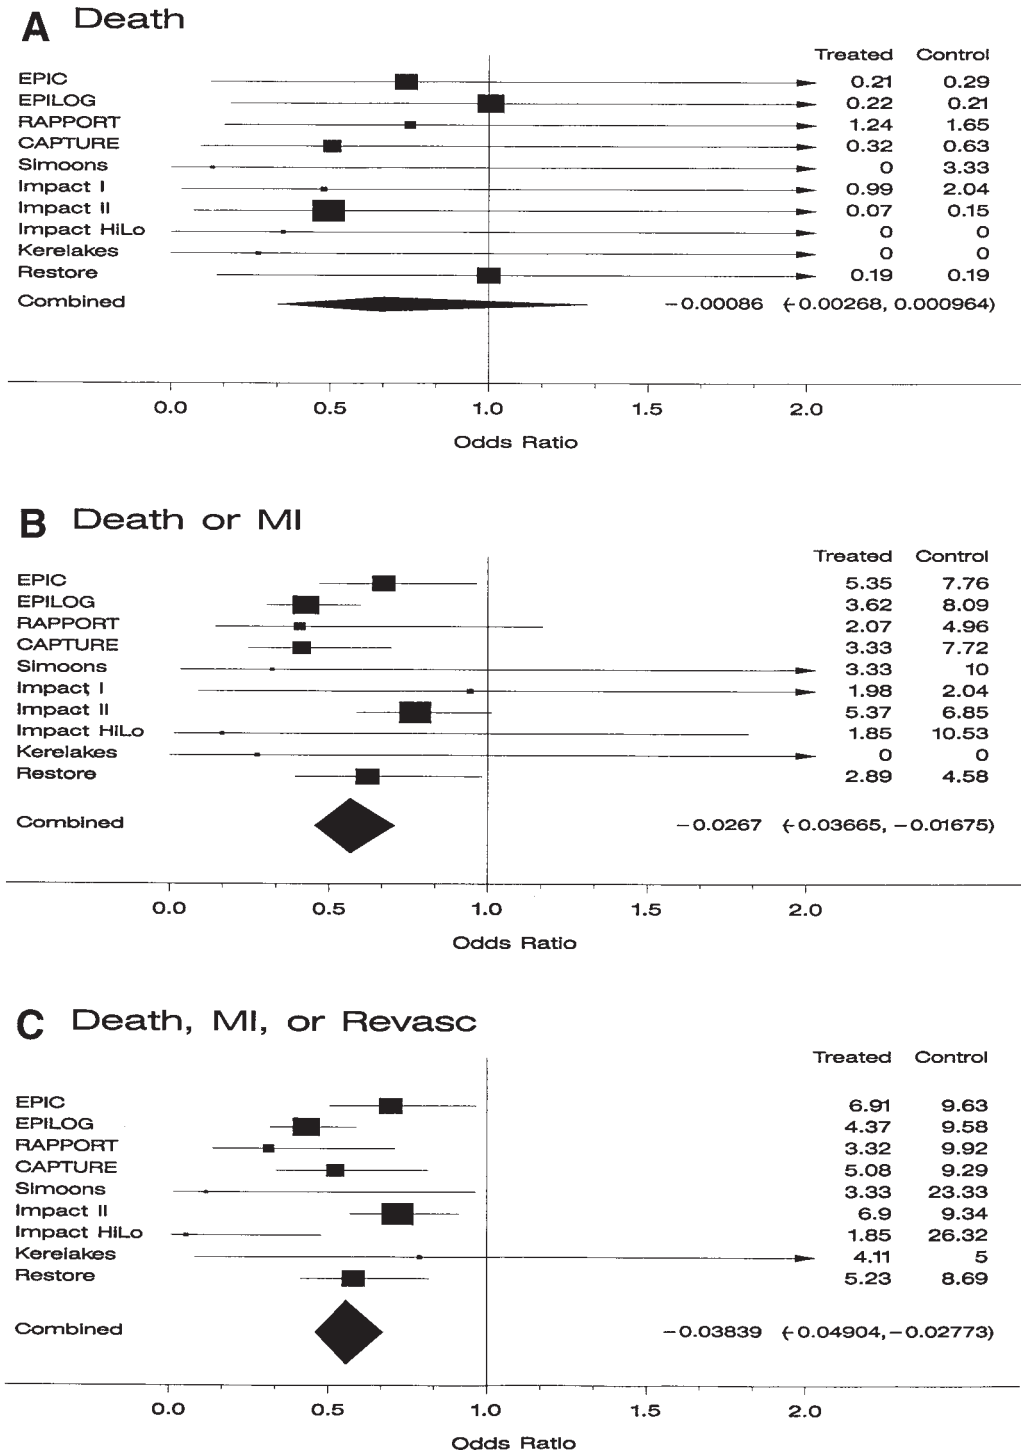 A Death
Treated Control
EPIC 0.21 0.29
EPILOG 0.22 0.21
RAPPORT 1.24 1.65
CAPTURE 0.32 0.63
Simoons 0 3.33
Impact I 0.99 2.04
Impact II 0.07 0.15
Impact HiLo 0 0
Kereiakes 0 0
Restore 0.19 0.19
Combined −0.00086 (−0.00268, 0.000964)
0.0 0.5 1.0 1.5 2.0
Odds Ratio
B Death or MI
Treated Control
EPIC 5.35 7.76
EPILOG 3.62 8.09
RAPPORT 2.07 4.96
CAPTURE 3.33 7.72
Simoons 3.33 10
Impact I 1.98 2.04
Impact II 5.37 6.85
Impact HiLo 1.85 10.53
Kereiakes 0 0
Restore 2.89 4.58
Combined −0.0267 (−0.03665, −0.01675)
0.0 0.5 1.0 1.5 2.0
Odds Ratio
C Death, MI, or Revasc
Treated Control
EPIC 6.91 9.63
EPILOG 4.37 9.58
RAPPORT 3.32 9.92
CAPTURE 5.08 9.29
Simoons 3.33 23.33
Impact II 6.9 9.34
Impact HiLo 1.85 26.32
Kereiakes 4.11 5
Restore 5.23 8.69
Combined −0.03839 (−0.04904, −0.02773)
0.0 0.5 1.0 1.5 2.0
Odds Ratio